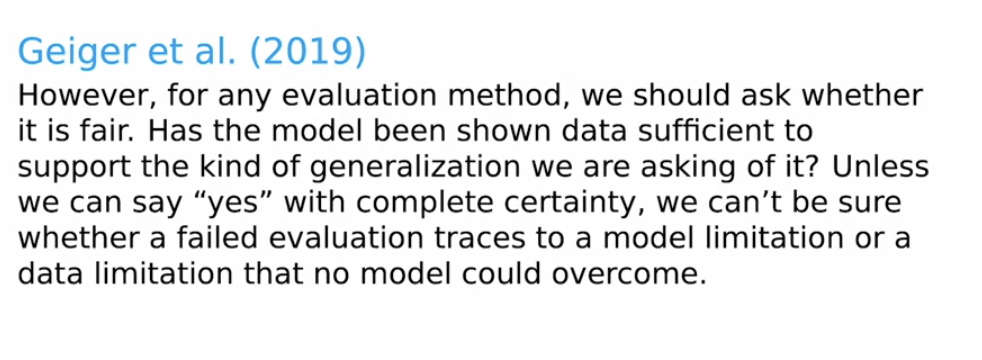 Geiger et al. (2019)
However, for any evaluation method, we should ask whether
it is fair. Has the model been shown data sufficient to
support the kind of generalization we are asking of it? Unless
we can say “yes” with complete certainty, we can’t be sure
whether a failed evaluation traces to a model limitation or a
data limitation that no model could overcome.